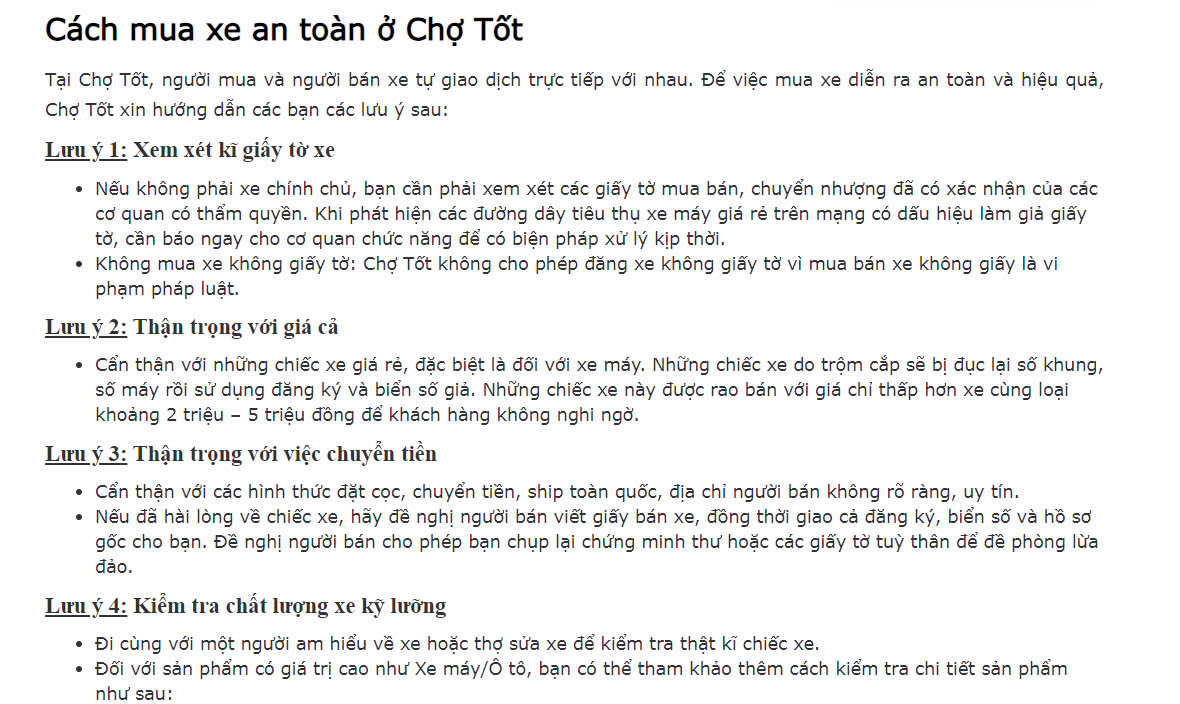 Cách mua xe an toàn ở Chợ Tốt
Tại Chợ Tốt, người mua và người bán xe tự giao dịch trực tiếp với nhau. Để việc mua xe diễn ra an toàn và hiệu quả,
Chợ Tốt xin hướng dẫn các bạn các lưu ý sau:
Lưu ý 1: Xem xét kĩ giấy tờ xe
• Nếu không phải xe chính chủ, bạn cần phải xem xét các giấy tờ mua bán, chuyển nhượng đã có xác nhận của các
cơ quan có thẩm quyền. Khi phát hiện các đường dây tiêu thụ xe máy giá rẻ trên mạng có dấu hiệu làm giả giấy
tờ, cần báo ngay cho cơ quan chức năng để có biện pháp xử lý kịp thời.
• Không mua xe không giấy tờ: Chợ Tốt không cho phép đăng xe không giấy tờ vì mua bán xe không giấy là vi
phạm pháp luật.
Lưu ý 2: Thận trọng với giá cả
• Cẩn thận với những chiếc xe giá rẻ, đặc biệt là đối với xe máy. Những chiếc xe do trộm cắp sẽ bị đục lại số khung,
số máy rồi sử dụng đăng ký và biển số giả. Những chiếc xe này được rao bán với giá chỉ thấp hơn xe cùng loại
khoảng 2 triệu – 5 triệu đồng để khách hàng không nghi ngờ.
Lưu ý 3: Thận trọng với việc chuyển tiền
• Cẩn thận với các hình thức đặt cọc, chuyển tiền, ship toàn quốc, địa chỉ người bán không rõ ràng, uy tín.
• Nếu đã hài lòng về chiếc xe, hãy đề nghị người bán viết giấy bán xe, đồng thời giao cả đăng ký, biển số và hồ sơ
gốc cho bạn. Đề nghị người bán cho phép bạn chụp lại chứng minh thư hoặc các giấy tờ tuỳ thân để đề phòng lừa
đảo.
Lưu ý 4: Kiểm tra chất lượng xe kỹ lưỡng
• Đi cùng với một người am hiểu về xe hoặc thợ sửa xe để kiểm tra thật kĩ chiếc xe.
• Đối với sản phẩm có giá trị cao như Xe máy/Ô tô, bạn có thể tham khảo thêm cách kiểm tra chi tiết sản phẩm
như sau: